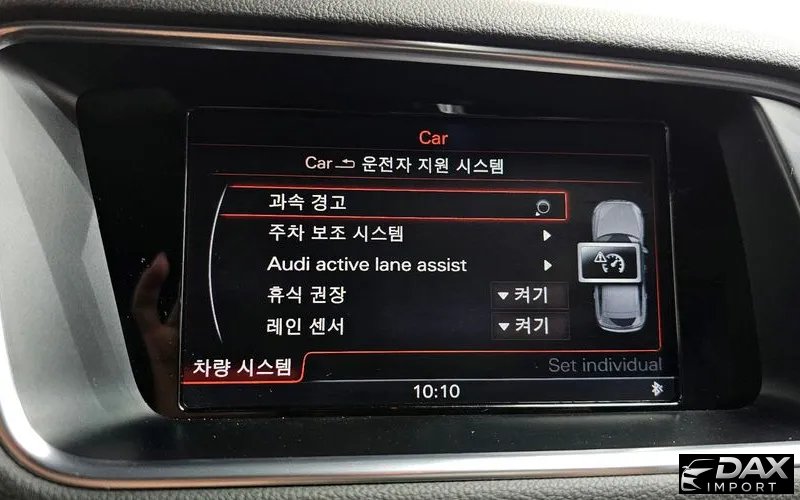 Car
Car 운전자 지원 시스템
과속 경고
주차 보조 시스템
Audi active lane assist
휴식 권장 켜기
레인 센서 켜기
차량 시스템 Set individual
10:10
DAX
IMPORT